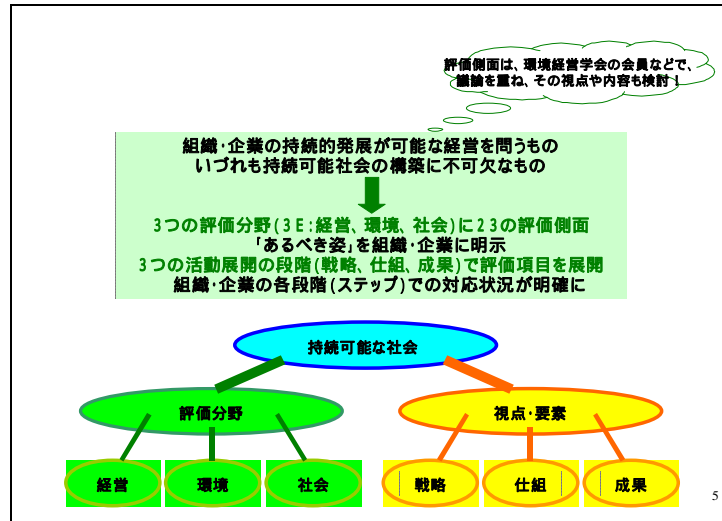 評価側面は、環境経営学会の会員などで、
議論を重ね、その視点や内容も検討！
組織・企業の持続的発展が可能な経営を問うもの
いづれも持続可能社会の構築に不可欠なもの
3つの評価分野(3E:経営、環境、社会)に23の評価側面
「あるべき姿」を組織・企業に明示
3つの活動展開の段階(戦略、仕組、成果)で評価項目を展開
組織・企業の各段階(ステップ)での対応状況が明確に
持続可能な社会
評価分野
視点・要素
経営
環境
社会
戦略
仕組
成果
5